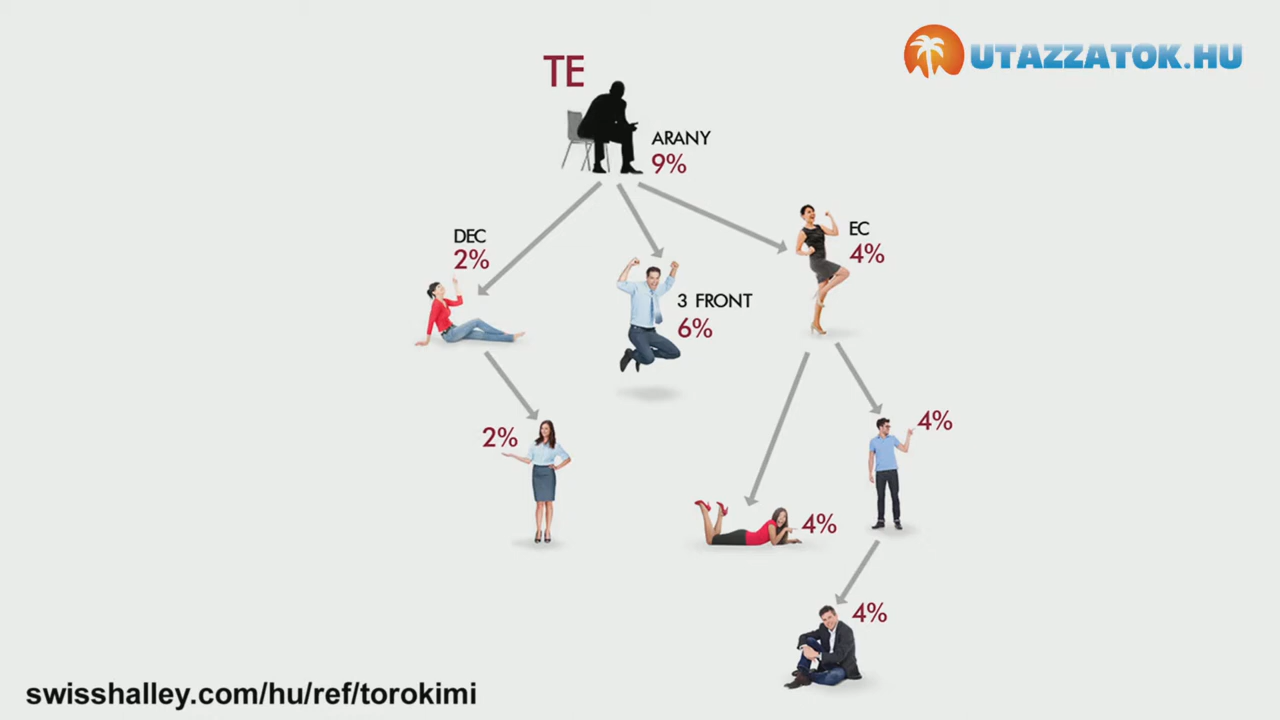 UTAZZATOK.HU
TE
ARANY
9%
DEC
2%
3 FRONT
6%
EC
4%
2%
4%
4%
4%
swisshalley.com/hu/ref/torokimi